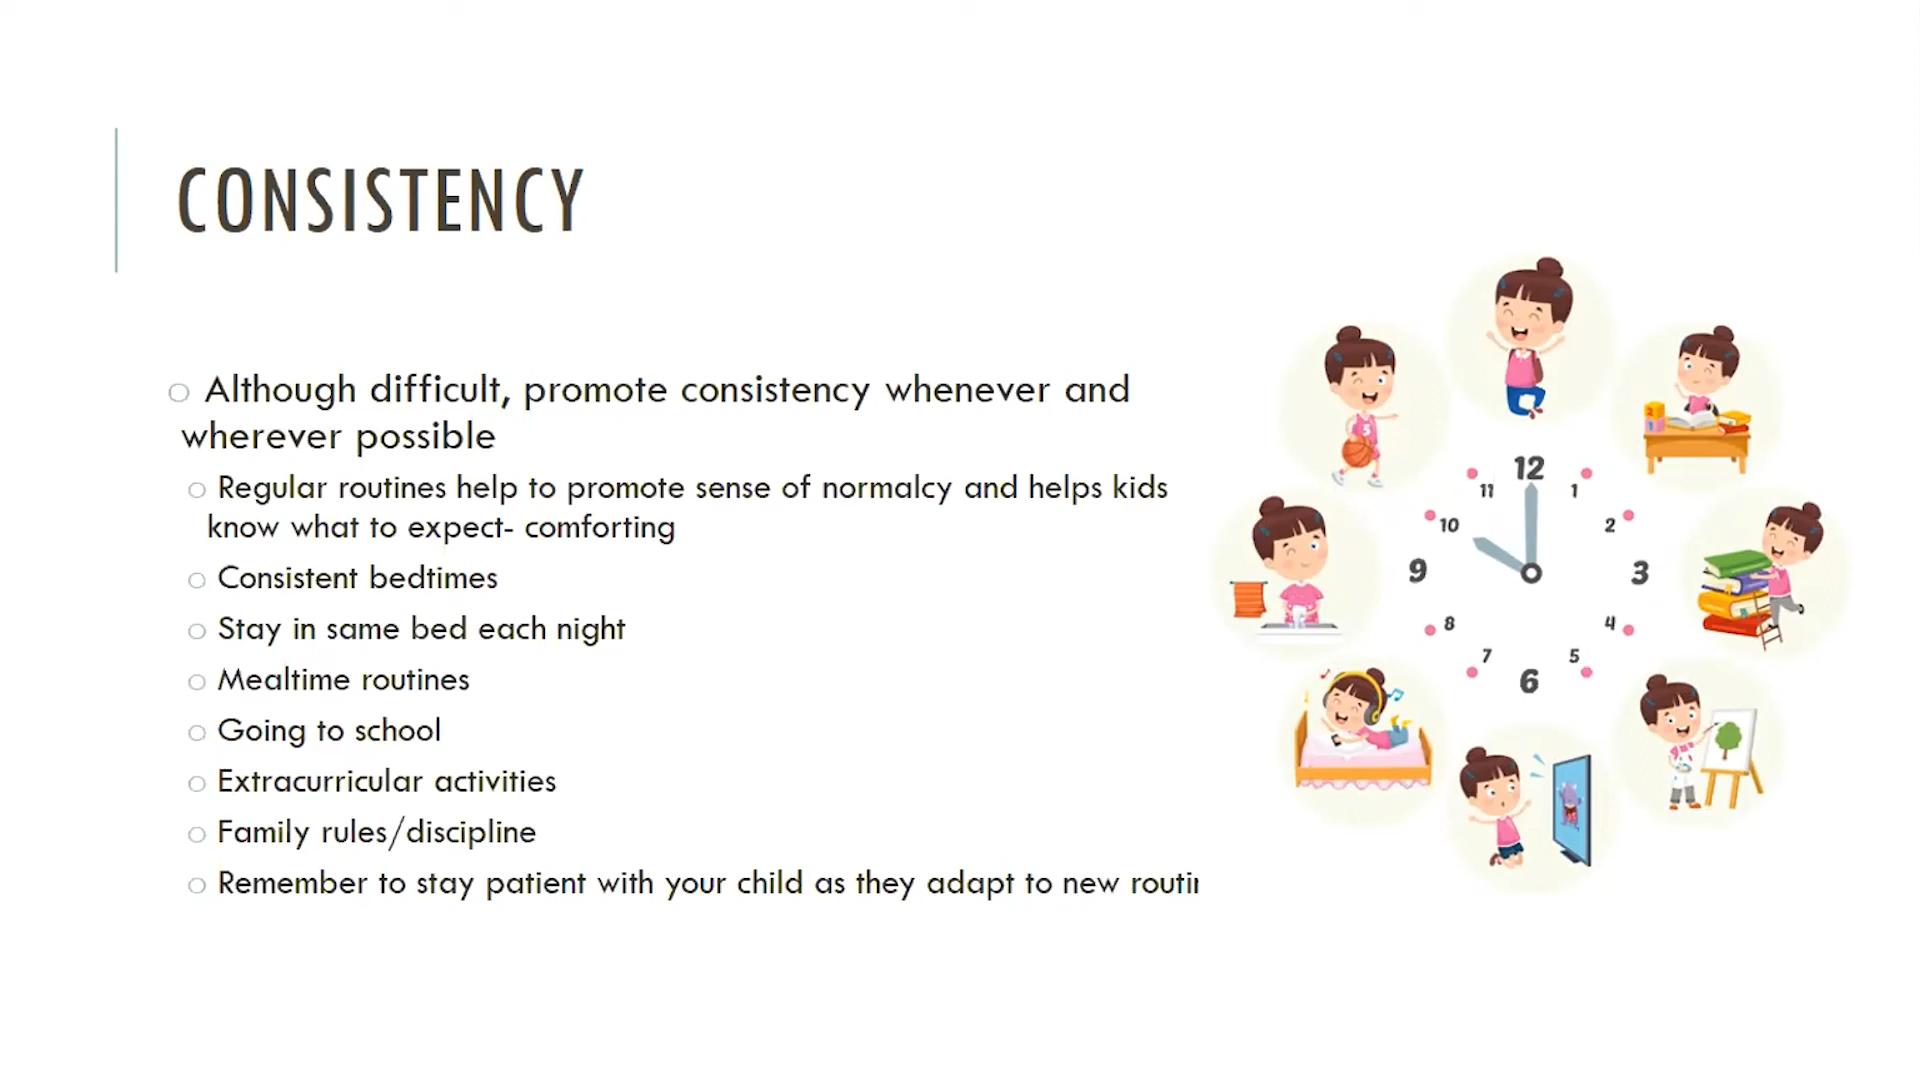 CONSISTENCY
Although difficult, promote consistency whenever and
wherever possible
Regular routines help to promote sense of normalcy and helps kids
know what to expect- comforting
Consistent bedtimes
Stay in same bed each night
Mealtime routines
Going to school
Extracurricular activities
Family rules/discipline
Remember to stay patient with your child as they adapt to new
12
11
1
10
2
9
3
8
4
7
5
6
5